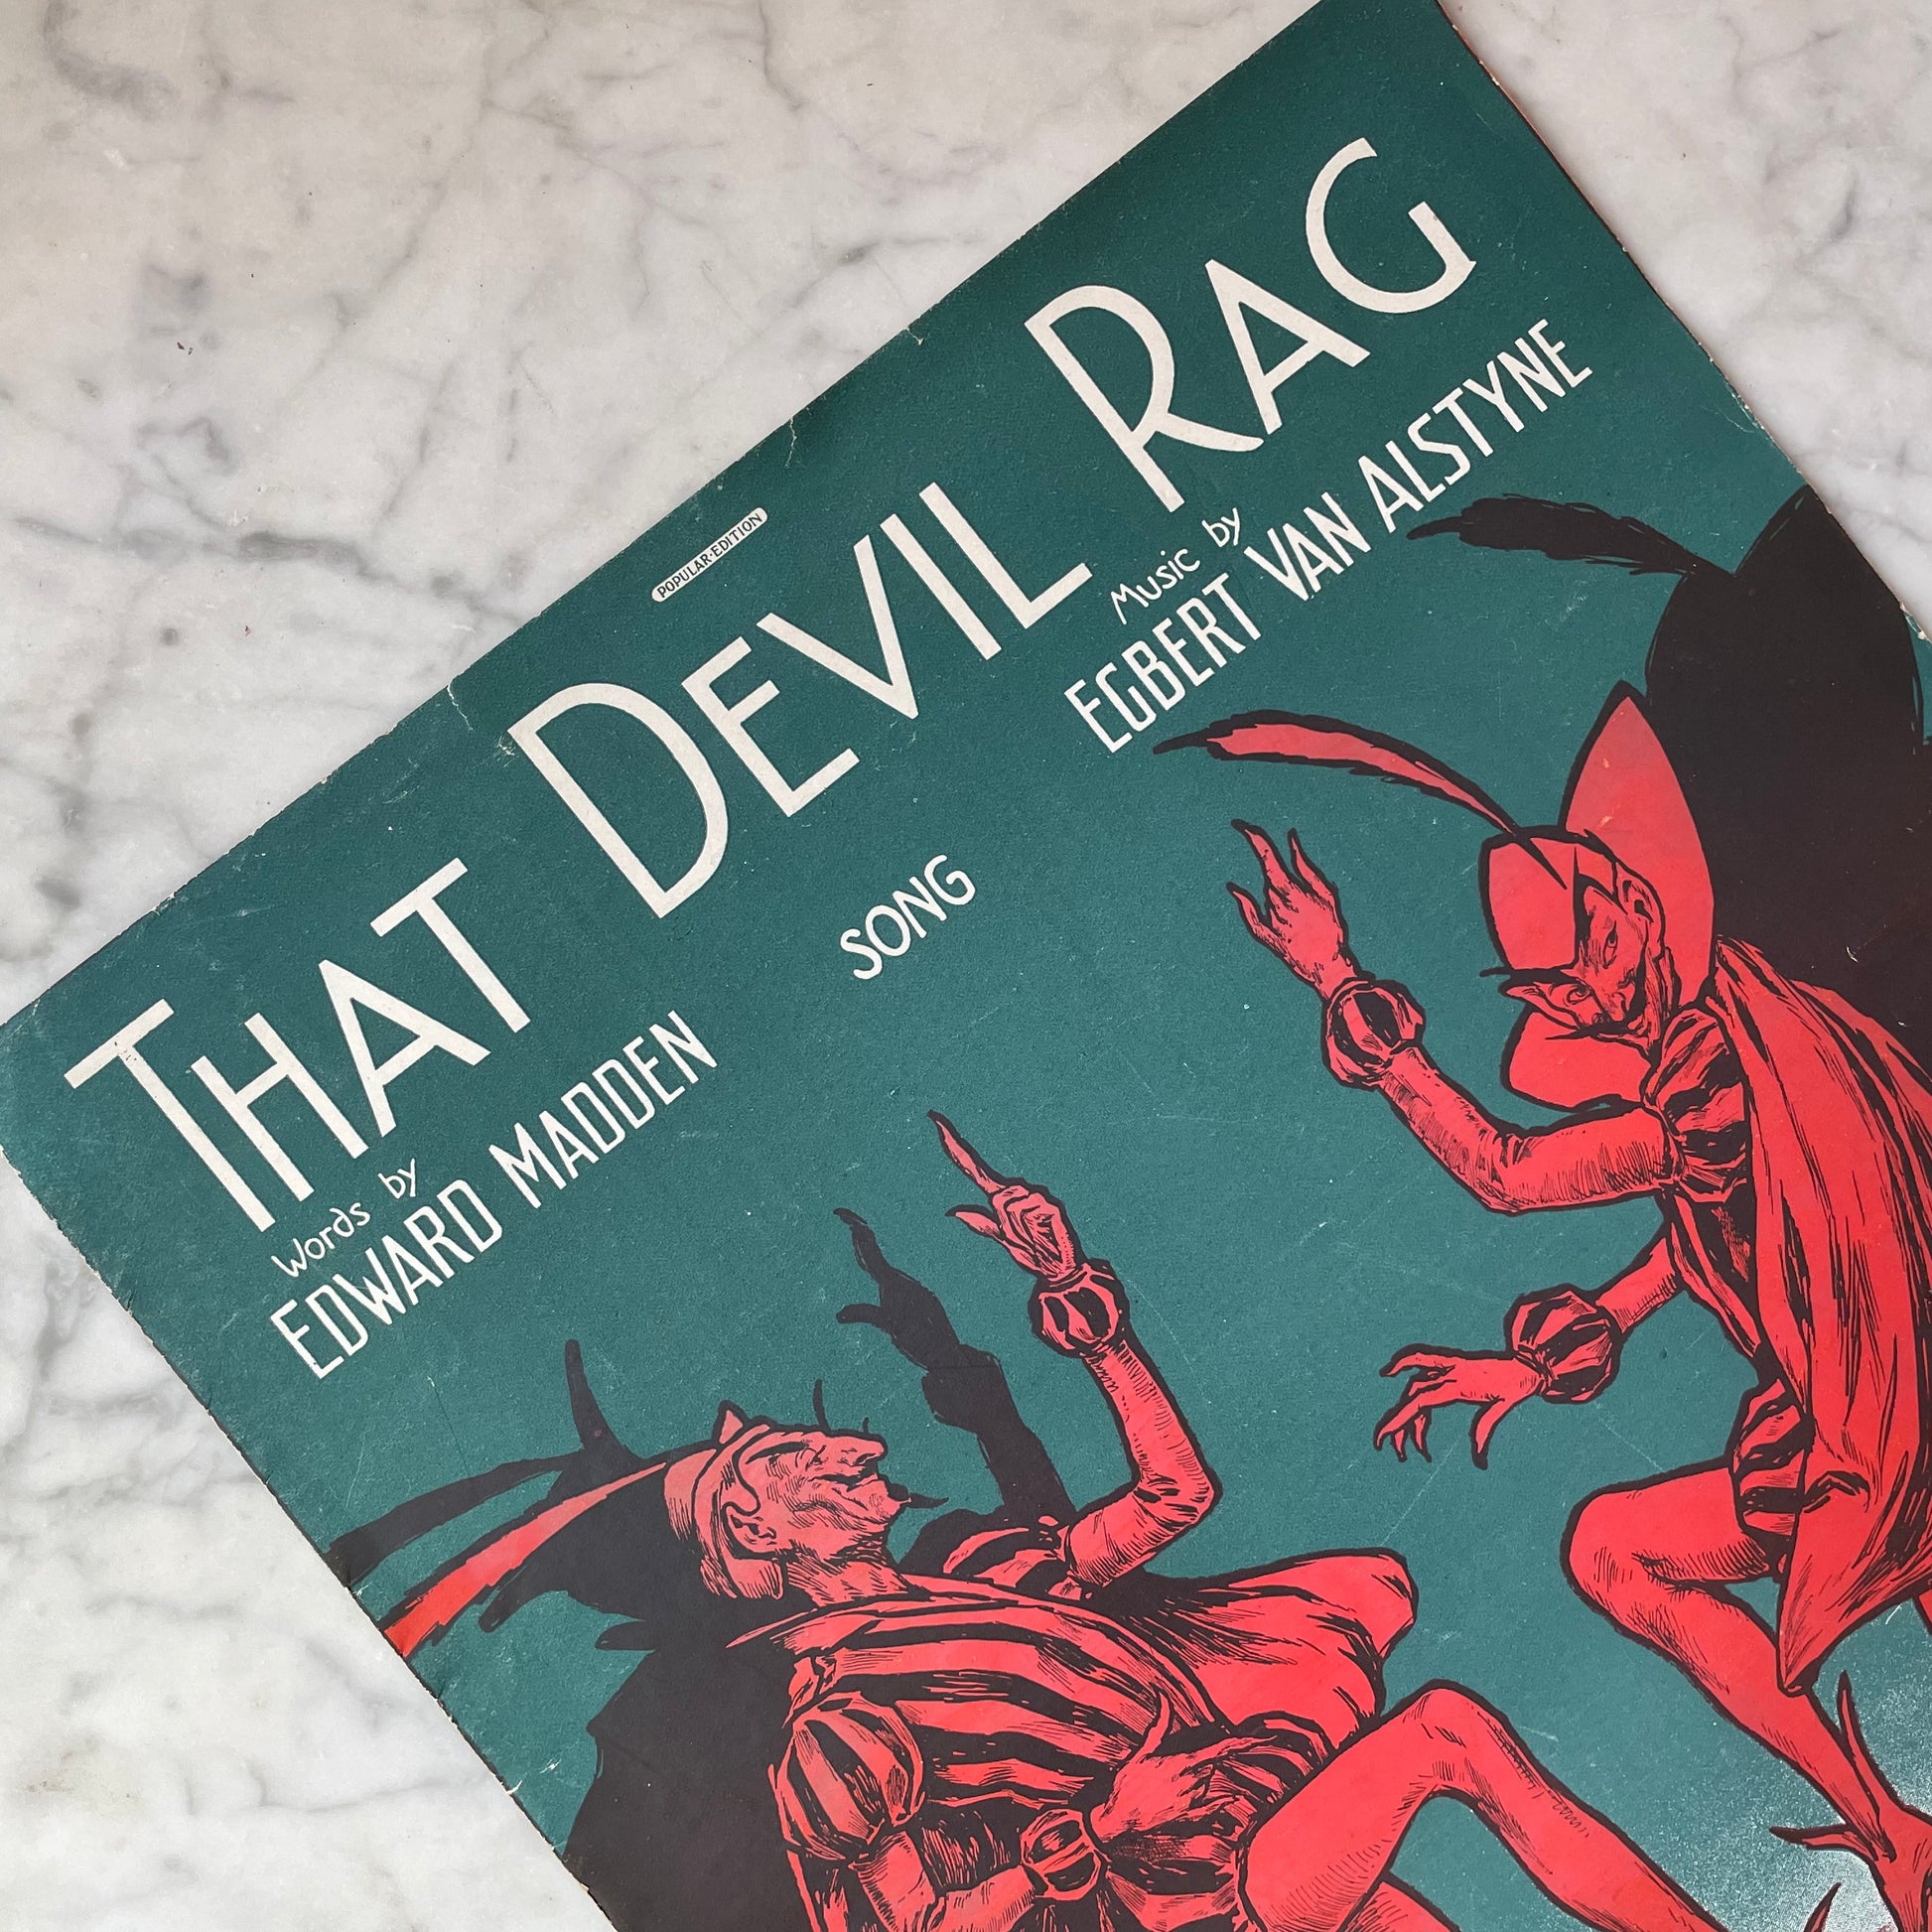 POPULAR·EDITION
THAT DEVIL RAG
Words by
EDWARD MADDEN
SONG
Music by
EGBERT VAN ALSTYNE